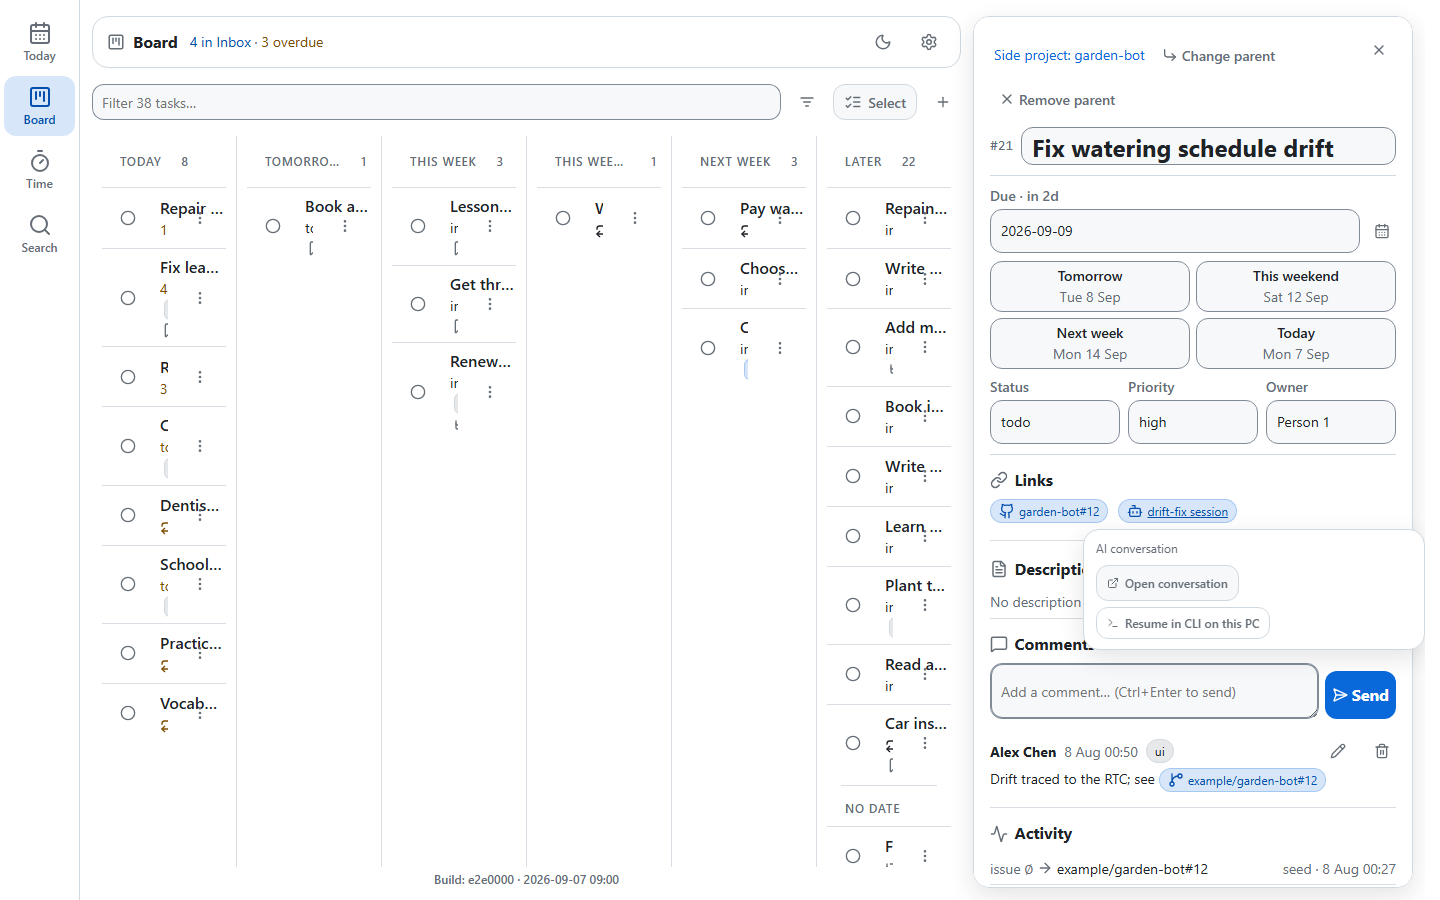 Today
Board
Time
Search
Board 4 in Inbox · 3 overdue
Filter 38 tasks...
Select
TODAY 8
Repair ...
1
Fix lea...
4
R
3
C
Dentis...
School...
Practic...
Vocab...
TOMORRO... 1
Book a...
THIS WEEK 3
Lesson...
Get thr...
Renew...
THIS WEE... 1
NEXT WEEK 3
Pay wa...
Choos...
C
LATER 22
Repain...
Write ...
Add m...
Book i...
Write ...
Learn ...
Plant t...
Read a...
Car ins...
NO DATE
F
Build: e2e0000 · 2026-09-07 09:00
Side project: garden-bot Change parent
Remove parent
#21 Fix watering schedule drift
Due · in 2d
2026-09-09
Tomorrow
Tue 8 Sep
This weekend
Sat 12 Sep
Next week
Mon 14 Sep
Today
Mon 7 Sep
Status Priority Owner
todo high Person 1
Links
garden-bot#12 drift-fix session
AI conversation
Open conversation
Resume in CLI on this PC
Descripti
No description
Comments
Add a comment... (Ctrl+Enter to send)
Send
Alex Chen 8 Aug 00:50 ui
Drift traced to the RTC; see example/garden-bot#12
Activity
issue ∅ → example/garden-bot#12 seed · 8 Aug 00:27